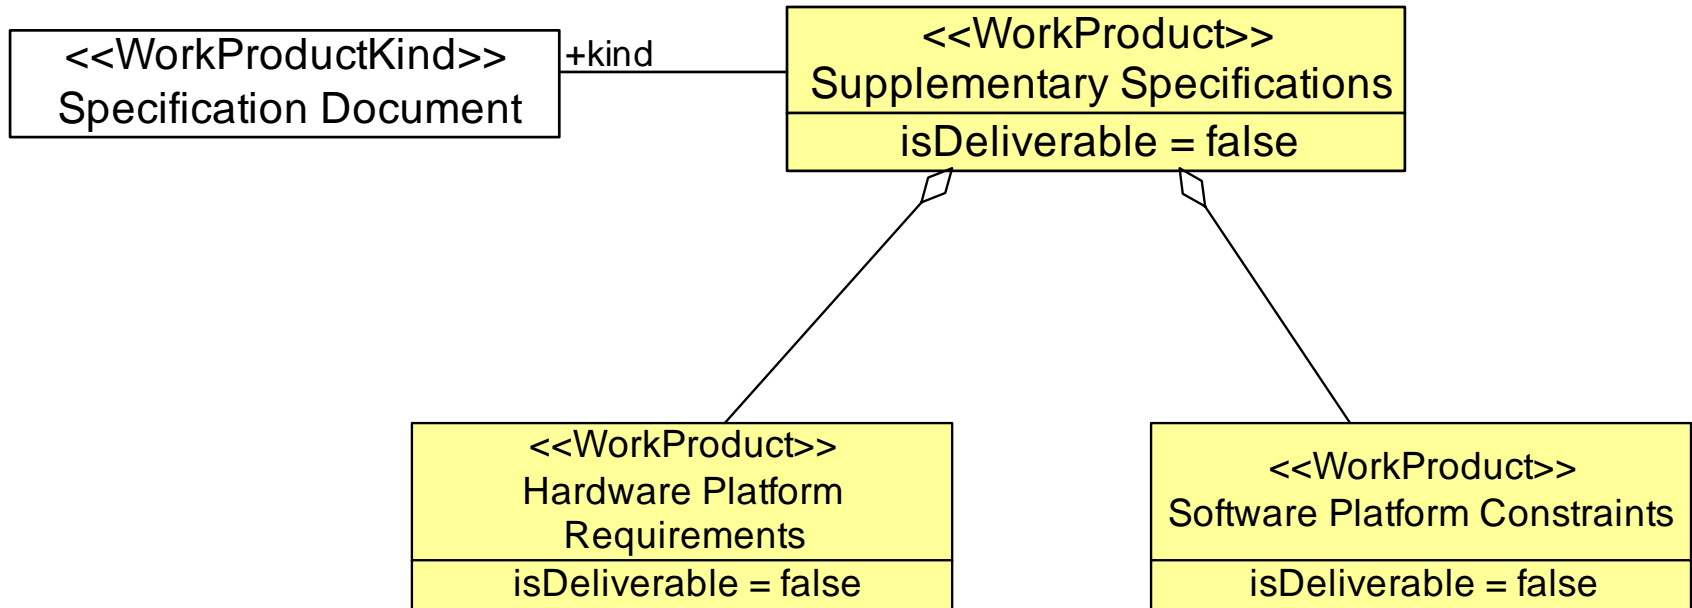 <<WorkProductKind>>
Specification Document
+kind
<<WorkProduct>>
Supplementary Specifications
isDeliverable = false
<<WorkProduct>>
Hardware Platform
Requirements
isDeliverable = false
<<WorkProduct>>
Software Platform Constraints
isDeliverable = false